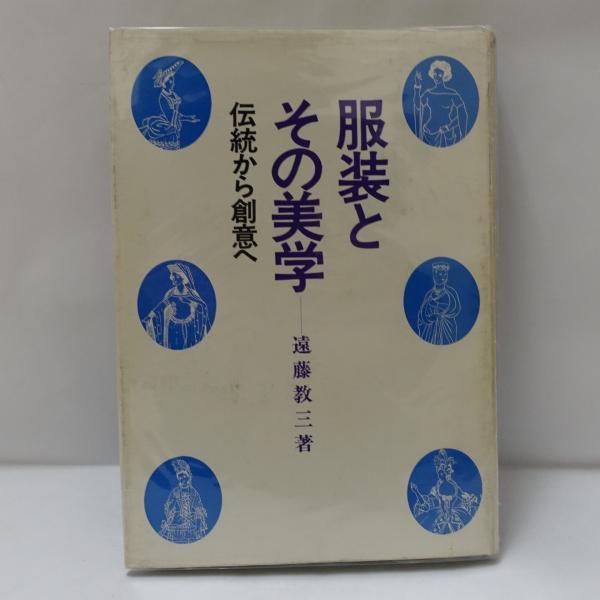 服装と
その美学
伝統から創意へ
遠藤教三著